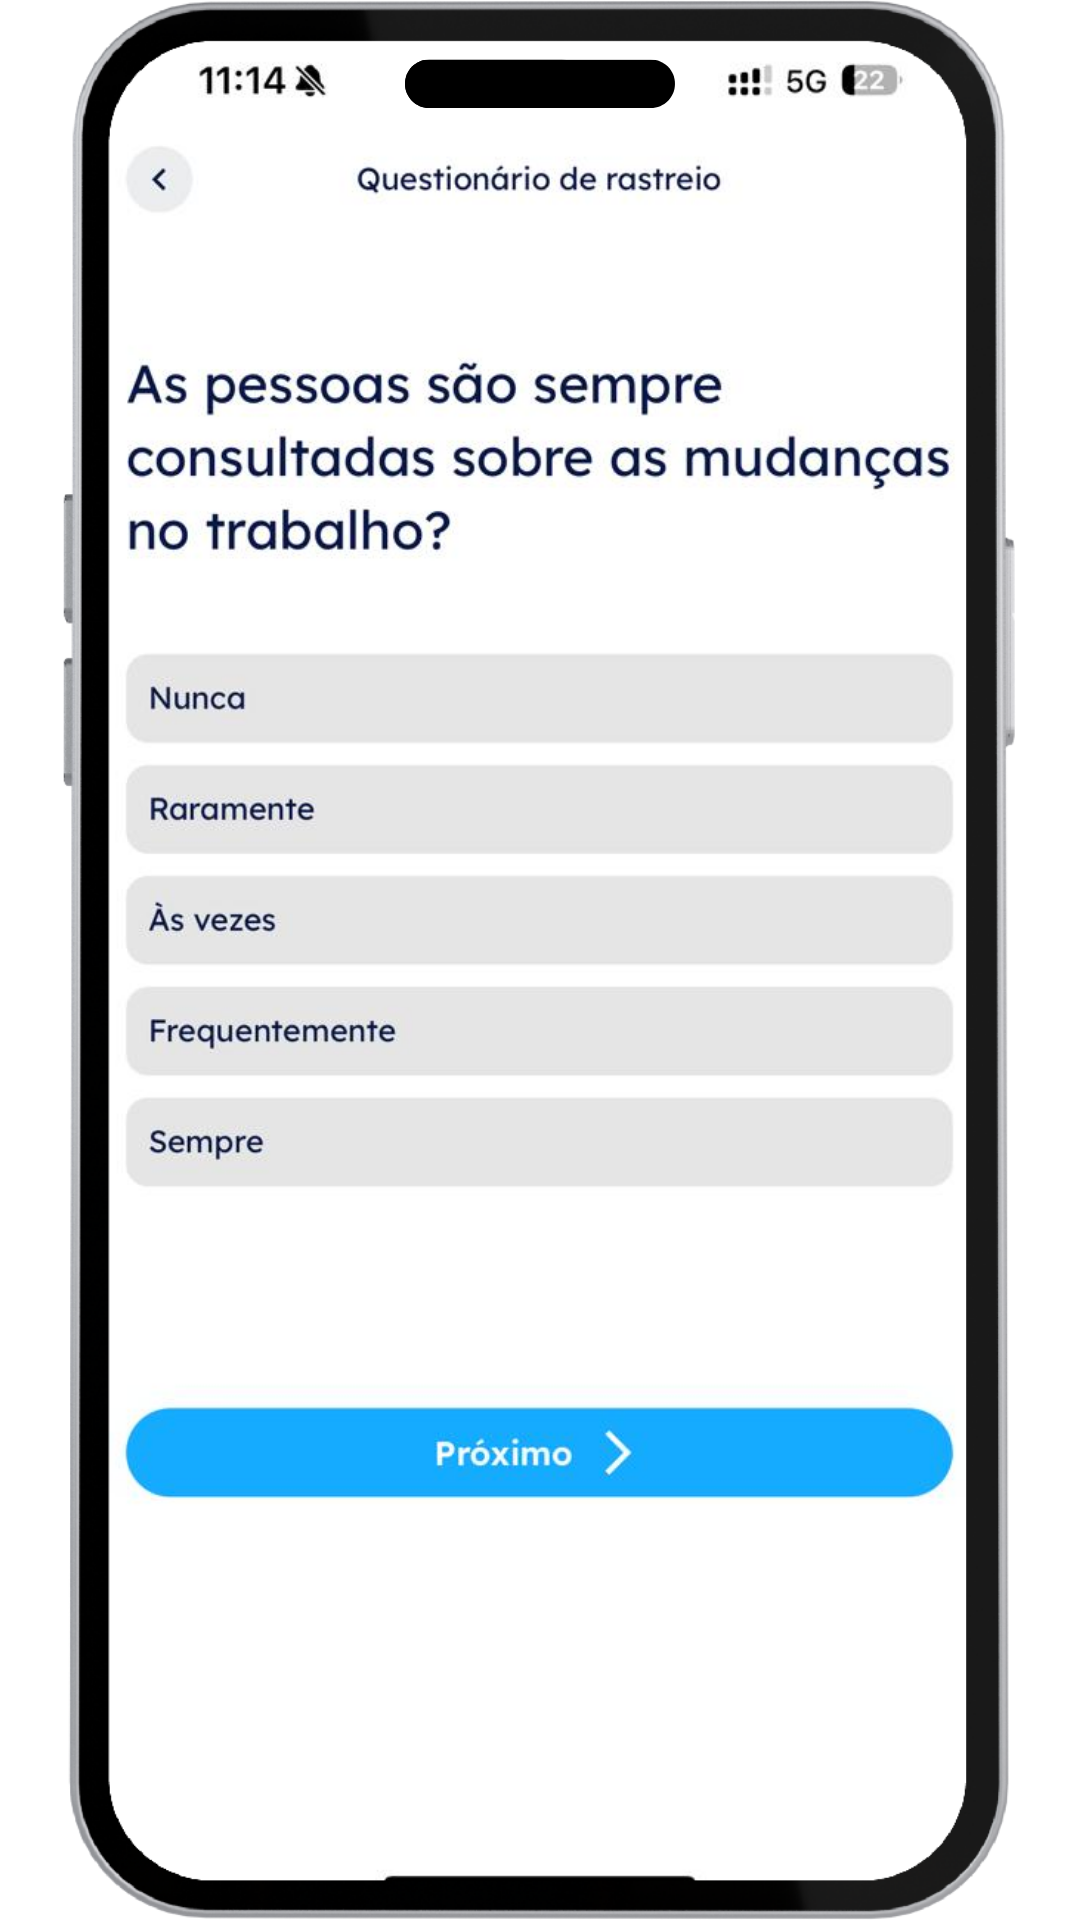 11:14
5G
22
Questionário de rastreio
As pessoas são sempre
consultadas sobre as mudanças
no trabalho?
Nunca
Raramente
Às vezes
Frequentemente
Sempre
Próximo